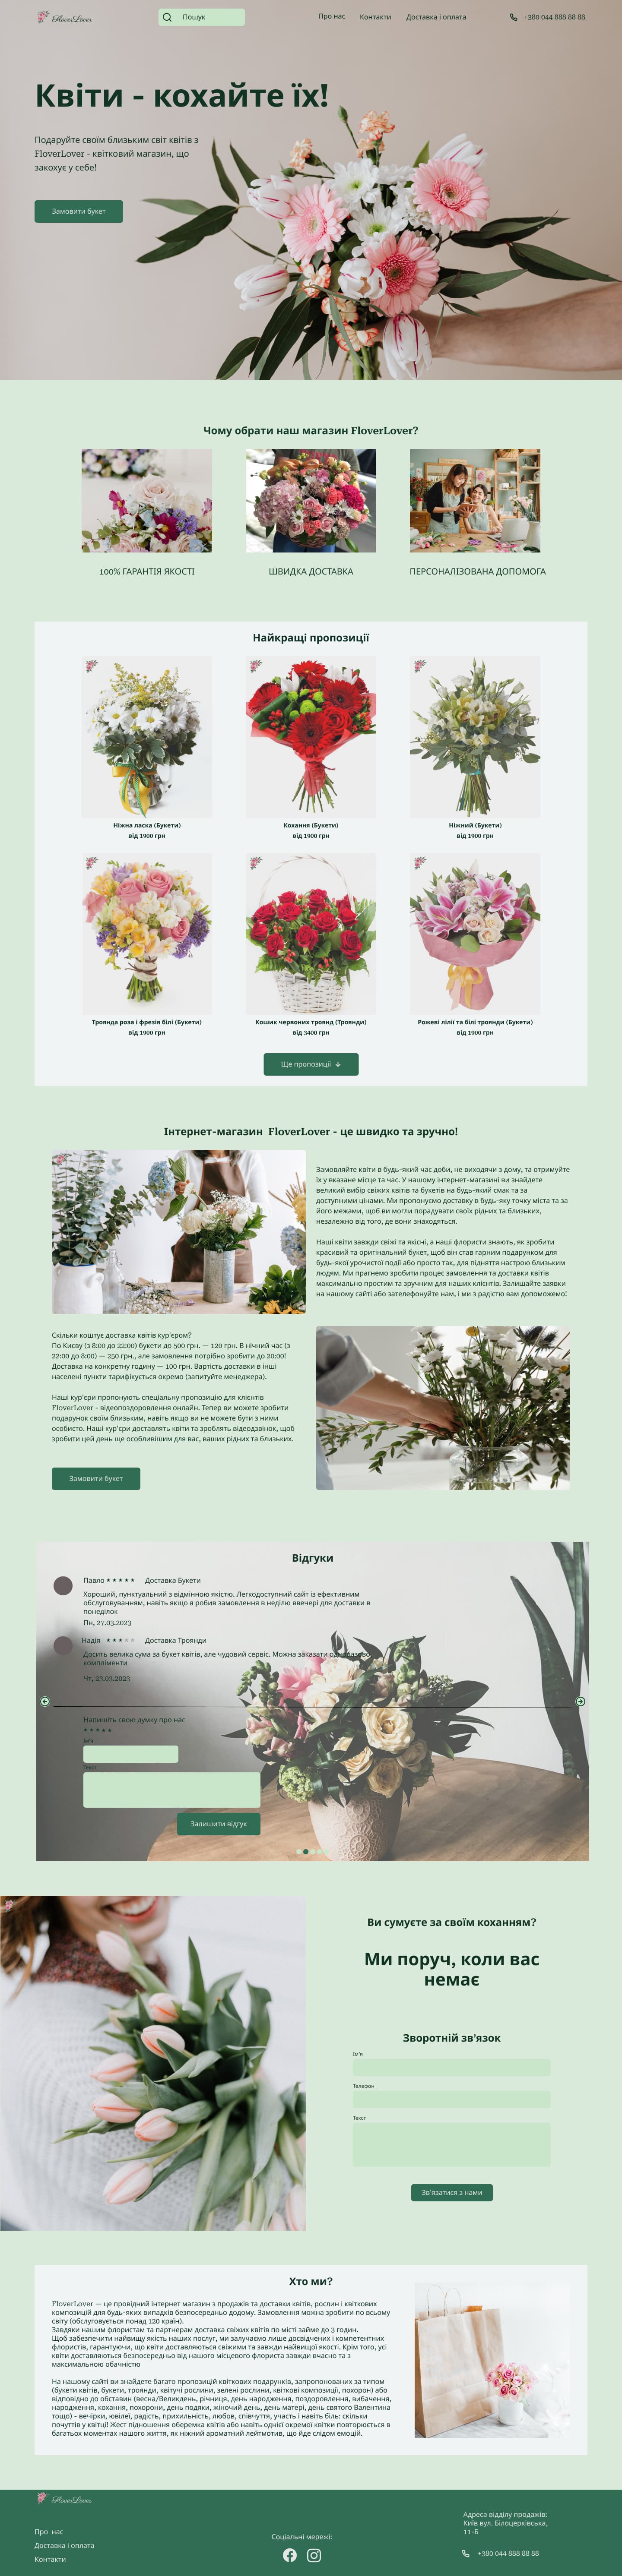 FloverLover
Пошук
Про нас
Контакти
Доставка і оплата
+380 044 888 88 88
Квіти - кохайте їх!
Подаруйте своїм близьким світ квітів з
FloverLover - квітковий магазин, що
закохує у себе!
Замовити букет
Чому обрати наш магазин FloverLover?
100% ГАРАНТІЯ ЯКОСТІ
ШВИДКА ДОСТАВКА
ПЕРСОНАЛІЗОВАНА ДОПОМОГА
Найкращі пропозиції
Ніжна ласка (Букети)
від 1900 грн
Кохання (Букети)
від 1900 грн
Ніжний (Букети)
від 1900 грн
Троянда роза і фрезія білі (Букети)
від 1900 грн
Кошик червоних троянд (Троянди)
від 3400 грн
Рожеві лілії та білі троянди (Букети)
від 1900 грн
Ще пропозиції
Інтернет-магазин FloverLover - це швидко та зручно!
Замовляйте квіти в будь-який час доби, не виходячи з дому, та отримуйте
їх у вказане місце та час. У нашому інтернет-магазині ви знайдете
великий вибір свіжих квітів та букетів на будь-який смак та за
доступними цінами. Ми пропонуємо доставку в будь-яку точку міста та за
його межами, щоб ви могли порадувати своїх рідних та близьких,
незалежно від того, де вони знаходяться.
Наші квіти завжди свіжі та якісні, а наші флористи знають, як зробити
красивий та оригінальний букет, щоб він став гарним подарунком для
будь-якої урочистої події або просто так, для підняття настрою близьким
людям. Ми прагнемо зробити процес замовлення та доставки квітів
максимально простим та зручним для наших клієнтів. Залишайте заявки
на нашому сайті або зателефонуйте нам, і ми з радістю вам допоможемо!
Скільки коштує доставка квітів кур'єром?
По Києву (з 8:00 до 22:00) букети до 500 грн. — 120 грн. В нічний час (з
22:00 до 8:00) — 250 грн., але замовлення потрібно зробити до 20:00!
Доставка на конкретну годину — 100 грн. Вартість доставки в інші
населені пункти тарифікується окремо (запитуйте менеджера).
Наші кур'єри пропонують спеціальну пропозицію для клієнтів
FloverLover - відеопоздоровлення онлайн. Тепер ви можете зробити
подарунок своїм близьким, навіть якщо ви не можете бути з ними
особисто. Наші кур'єри доставлять квіти та зроблять відеодзвінок, щоб
зробити цей день ще особливішим для вас, ваших рідних та близьких.
Замовити букет
Відгуки
Павло ★★★★★ Доставка Букети
Хороший, пунктуальний з відмінною якістю. Легкодоступний сайт із ефективним
обслуговуванням, навіть якщо я робив замовлення в неділю ввечері для доставки в
понеділок
Пн, 27.03.2023
Надія ★★★☆☆ Доставка Троянди
Досить велика сума за букет квітів, але чудовий сервіс. Можна заказати одноразово
компліменти
Чт, 23.03.2023
Напишіть свою думку про нас
★★★★★
Ім'я
Текст
Залишити відгук
Ви сумуєте за своїм коханням?
Ми поруч, коли вас
немає
Зворотній зв'язок
Ім'я
Телефон
Текст
Зв'язатися з нами
Хто ми?
FloverLover — це провідний інтернет магазин з продажів та доставки квітів, рослин і квіткових
композицій для будь-яких випадків безпосередньо додому. Замовлення можна зробити по всьому
світу (обслуговується понад 120 країн).
Завдяки нашим флористам та партнерам доставка свіжих квітів по місті займе до 3 годин.
Щоб забезпечити найвищу якість наших послуг, ми залучаємо лише досвідчених і компетентних
флористів, гарантуючи, що квіти доставляються свіжими та завжди найвищої якості. Крім того, усі
квіти доставляються безпосередньо від нашого місцевого флориста завжди вчасно та з
максимальною обачністю
На нашому сайті ви знайдете багато пропозицій квіткових подарунків, запропонованих за типом
(букети квітів, букети, троянди, квітучі рослини, зелені рослини, квіткові композиції, похорон) або
відповідно до обставин (весна/Великдень, річниця, день народження, поздоровлення, вибачення,
народження, кохання, похорони, день подяки, жіночий день, день матері, день святого Валентина
тощо) - вечірки, ювілеї, радість, прихильність, любов, співчуття, участь і навіть біль: скільки
почуттів у квітці! Жест підношення оберемка квітів або навіть однієї окремої квітки повторюється в
багатьох моментах нашого життя, як ніжний ароматний лейтмотив, що йде слідом емоцій.
FloverLover
Про нас
Доставка і оплата
Контакти
Соціальні мережі:
Адреса відділу продажів:
Київ вул. Білоцерківська,
11-Б
+380 044 888 88 88